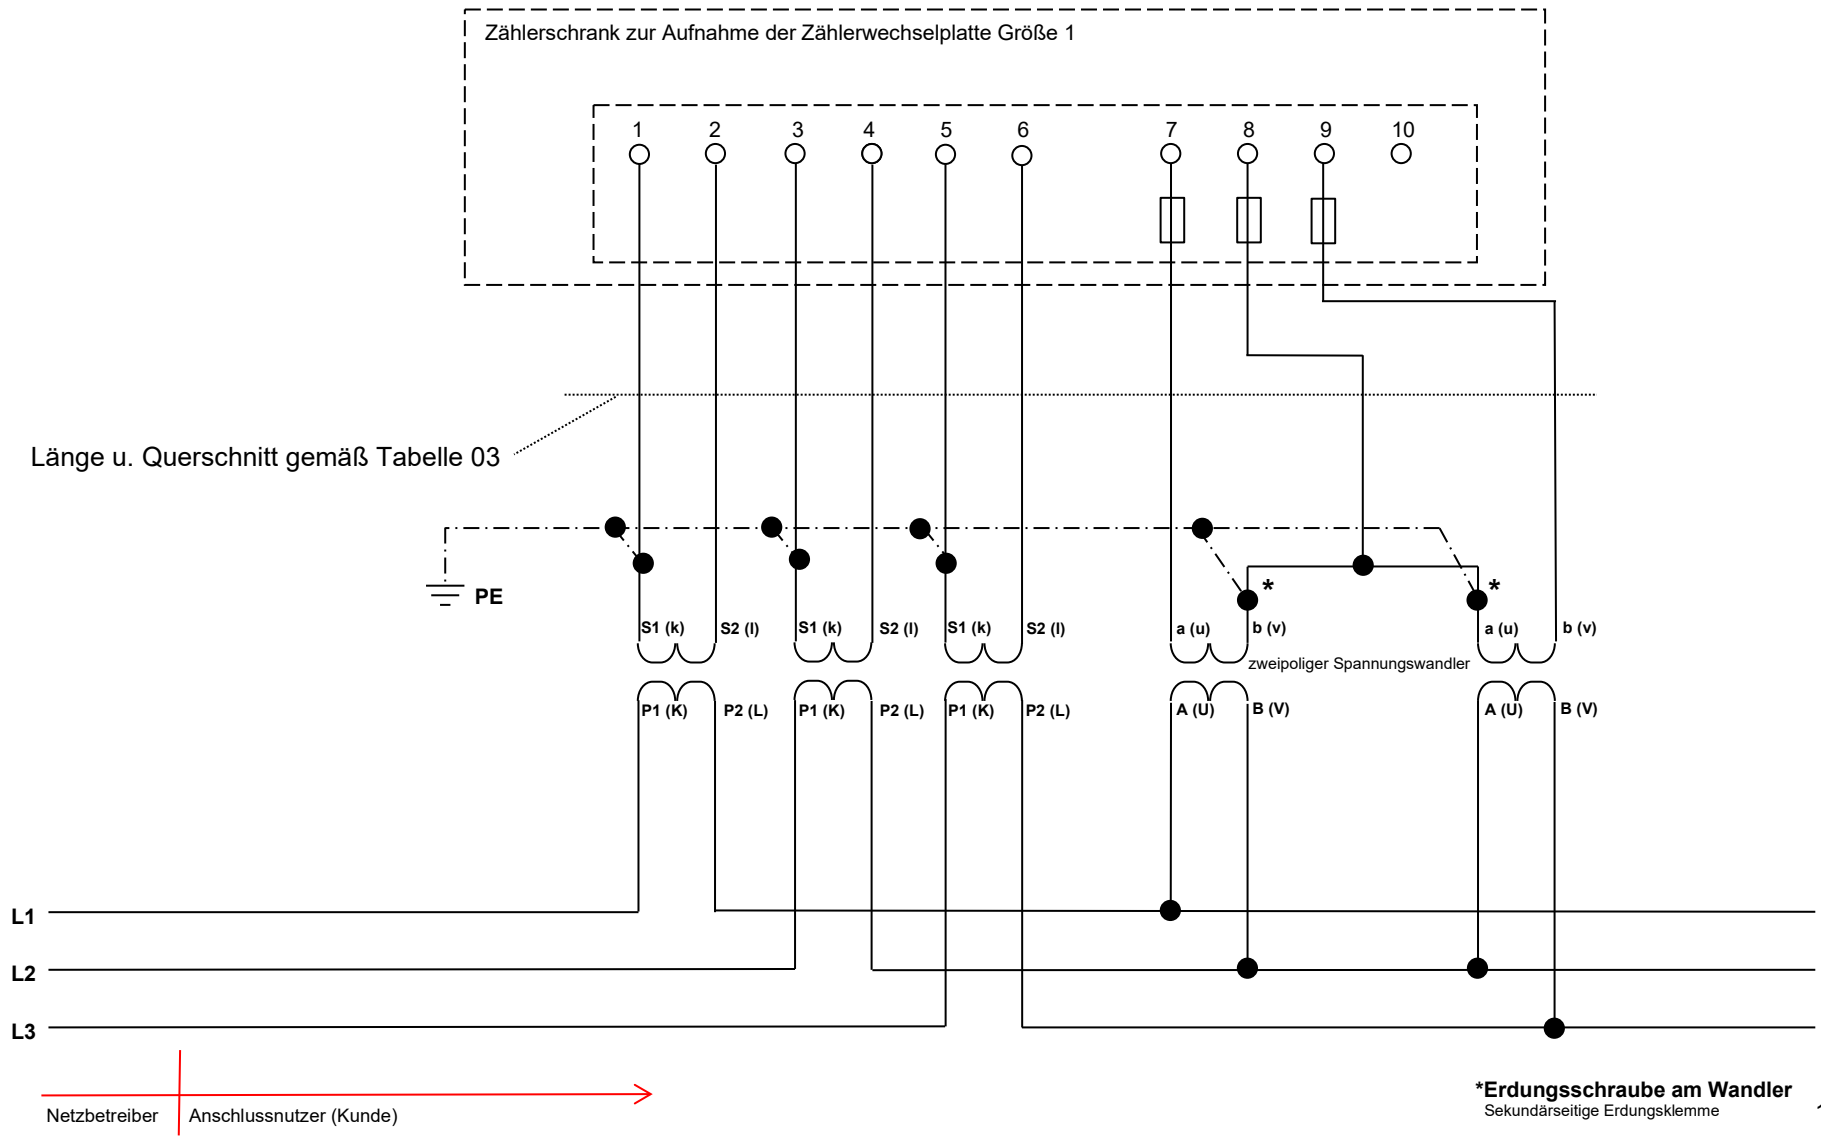 Zählerschrank zur Aufnahme der Zählerwechselplatte Größe 1
1 2 3 4 5 6 7 8 9 10
Länge u. Querschnitt gemäß Tabelle 03
PE
* *
S1 (k) S2 (l) S1 (k) S2 (l) S1 (k) S2 (l) a (u) b (v) a (u) b (v)
zweipoliger Spannungswandler
P1 (K) P2 (L) P1 (K) P2 (L) P1 (K) P2 (L) A (U) B (V) A (U) B (V)
L1
L2
L3
Netzbetreiber Anschlussnutzer (Kunde)
*Erdungsschraube am Wandler
Sekundärseitige Erdungsklemme